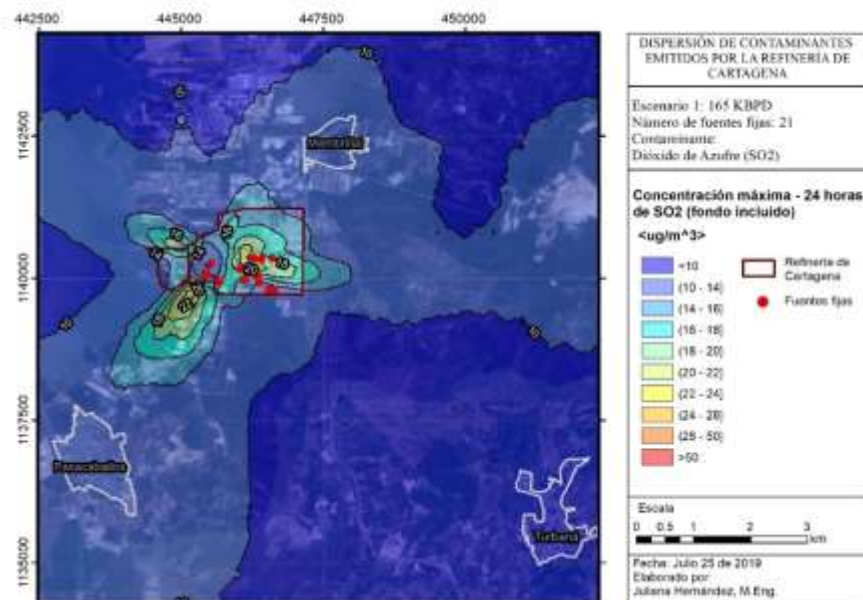 442500 445000 447500 450000
1142500
1140000
1137500
1135000
Membrillal
Pasacaballos
Turbana
DISPERSIÓN DE CONTAMINANTES
EMITIDOS POR LA REFINERÍA DE
CARTAGENA
Escenario 1: 165 KBPD
Número de fuentes fijas: 21
Contaminante:
Dióxido de Azufre (SO2)
Concentración máxima - 24 horas
de SO2 (fondo incluido)
<ug/m^3>
<10
(10 - 14]
(14 - 16]
(16 - 18]
(18 - 20]
(20 - 22]
(22 - 24]
(24 - 28]
(28 - 50]
>50
Refinería de
Cartagena
Fuentes fijas
Escala
0 0.5 1 2 3
km
Fecha: Julio 25 de 2019
Elaborado por
Juliana Hernández, M.Eng.